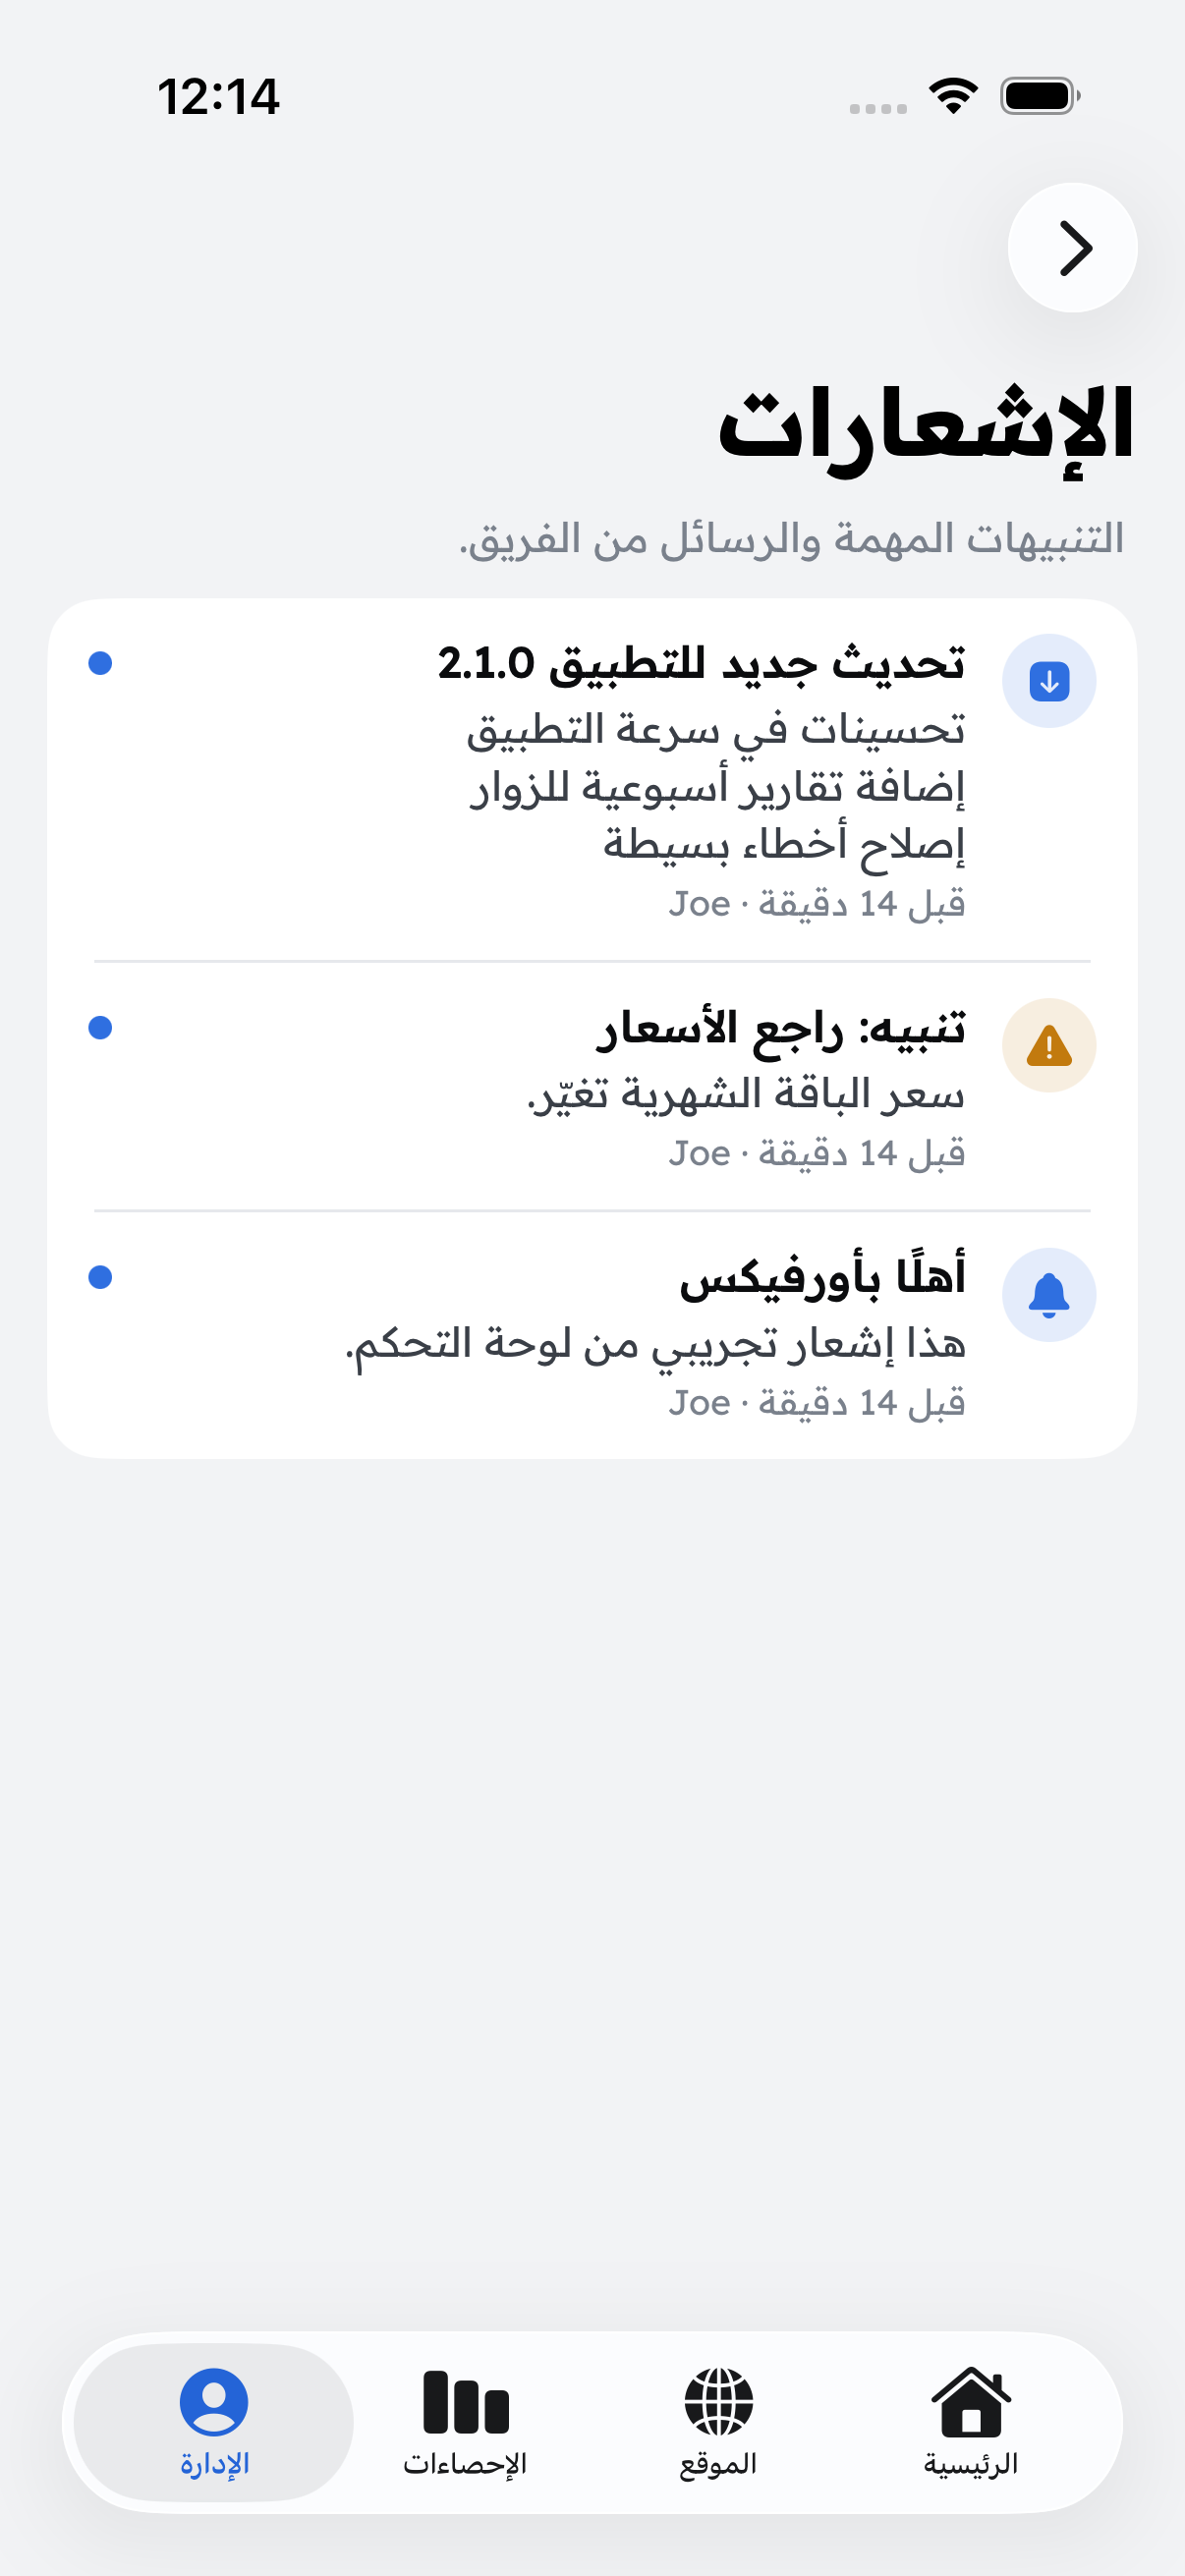 12:14
الإشعارات
التنبيهات المهمة والرسائل من الفريق.
تحديث جديد للتطبيق 2.1.0
تحسينات في سرعة التطبيق
إضافة تقارير أسبوعية للزوار
إصلاح أخطاء بسيطة
قبل 14 دقيقة · Joe
تنبيه: راجع الأسعار
سعر الباقة الشهرية تغيّر.
قبل 14 دقيقة · Joe
أهلًا بأورفيكس
هذا إشعار تجريبي من لوحة التحكم.
قبل 14 دقيقة · Joe
الرئيسية
الموقع
الإحصاءات
الإدارة